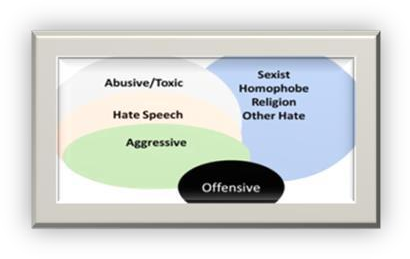 Abusive/Toxic
Hate Speech
Aggressive
Sexist
Homophobe
Religion
Other Hate
Offensive